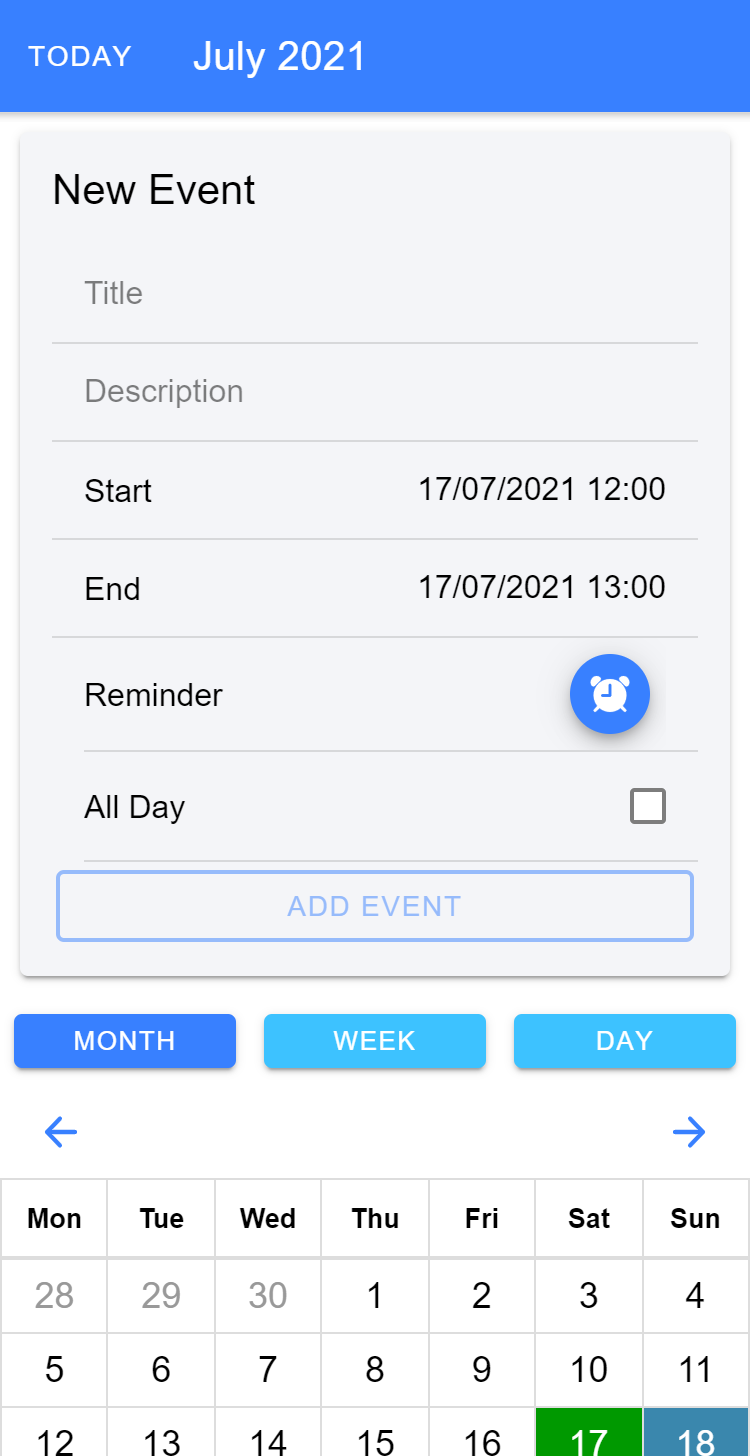 TODAY July 2021
New Event
Title
Description
Start 17/07/2021 12:00
End 17/07/2021 13:00
Reminder
All Day
ADD EVENT
MONTH WEEK DAY
Mon Tue Wed Thu Fri Sat Sun
28 29 30 1 2 3 4
5 6 7 8 9 10 11
12 13 14 15 16 17 18